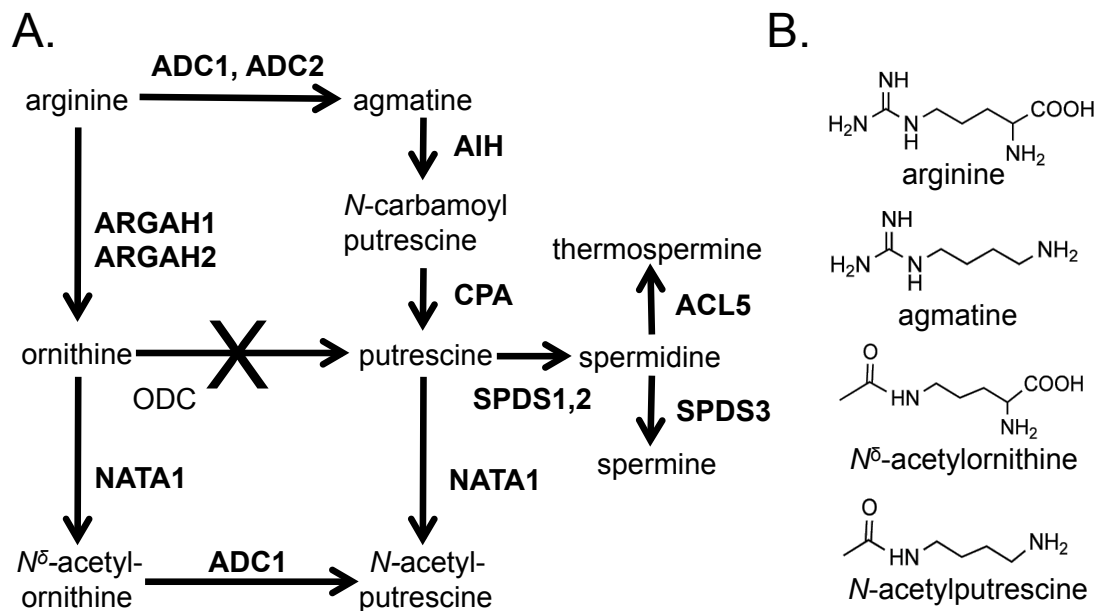 A.
ADC1, ADC2
arginine
agmatine
AIH
N-carbamoyl
putrescine
ARGAH1
ARGAH2
thermospermine
CPA
ACL5
ornithine
putrescine
spermidine
X
ODC
SPDS1,2
SPDS3
spermine
NATA1
NATA1
Nδ-acetyl-
ornithine
ADC1
N-acetyl-
putrescine
B.
NH
H2N
N
H
COOH
NH2
arginine
NH
H2N
N
H
NH2
agmatine
O
HN
COOH
NH2
Nδ-acetylornithine
O
HN
NH2
N-acetylputrescine